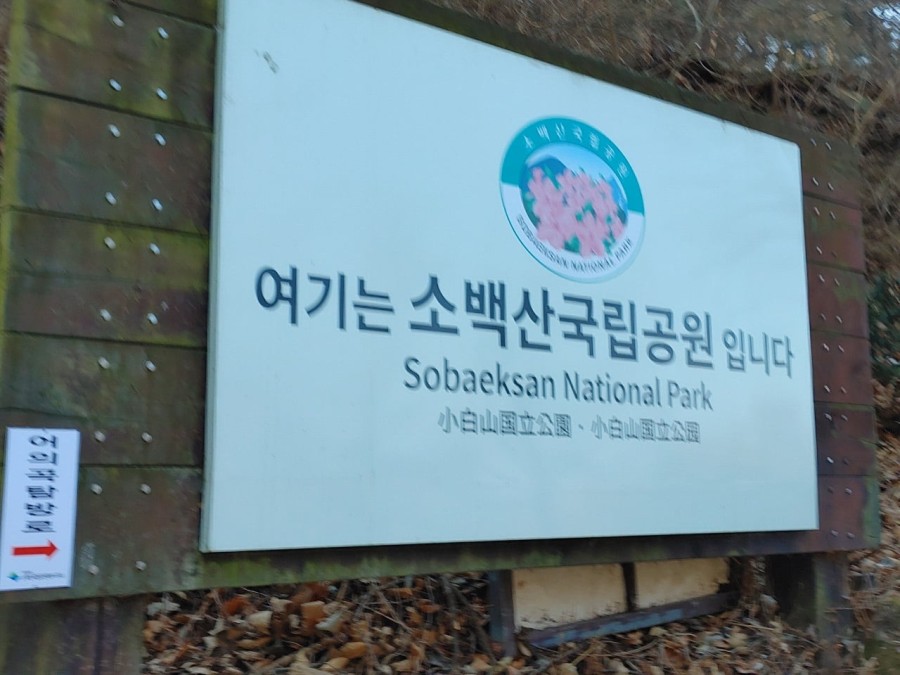 소백산국립공원
SOBAEKSAN NATIONAL PARK
여기는 소백산국립공원 입니다
Sobaeksan National Park
小白山国立公園 · 小白山国立公园
어의곡탐방로